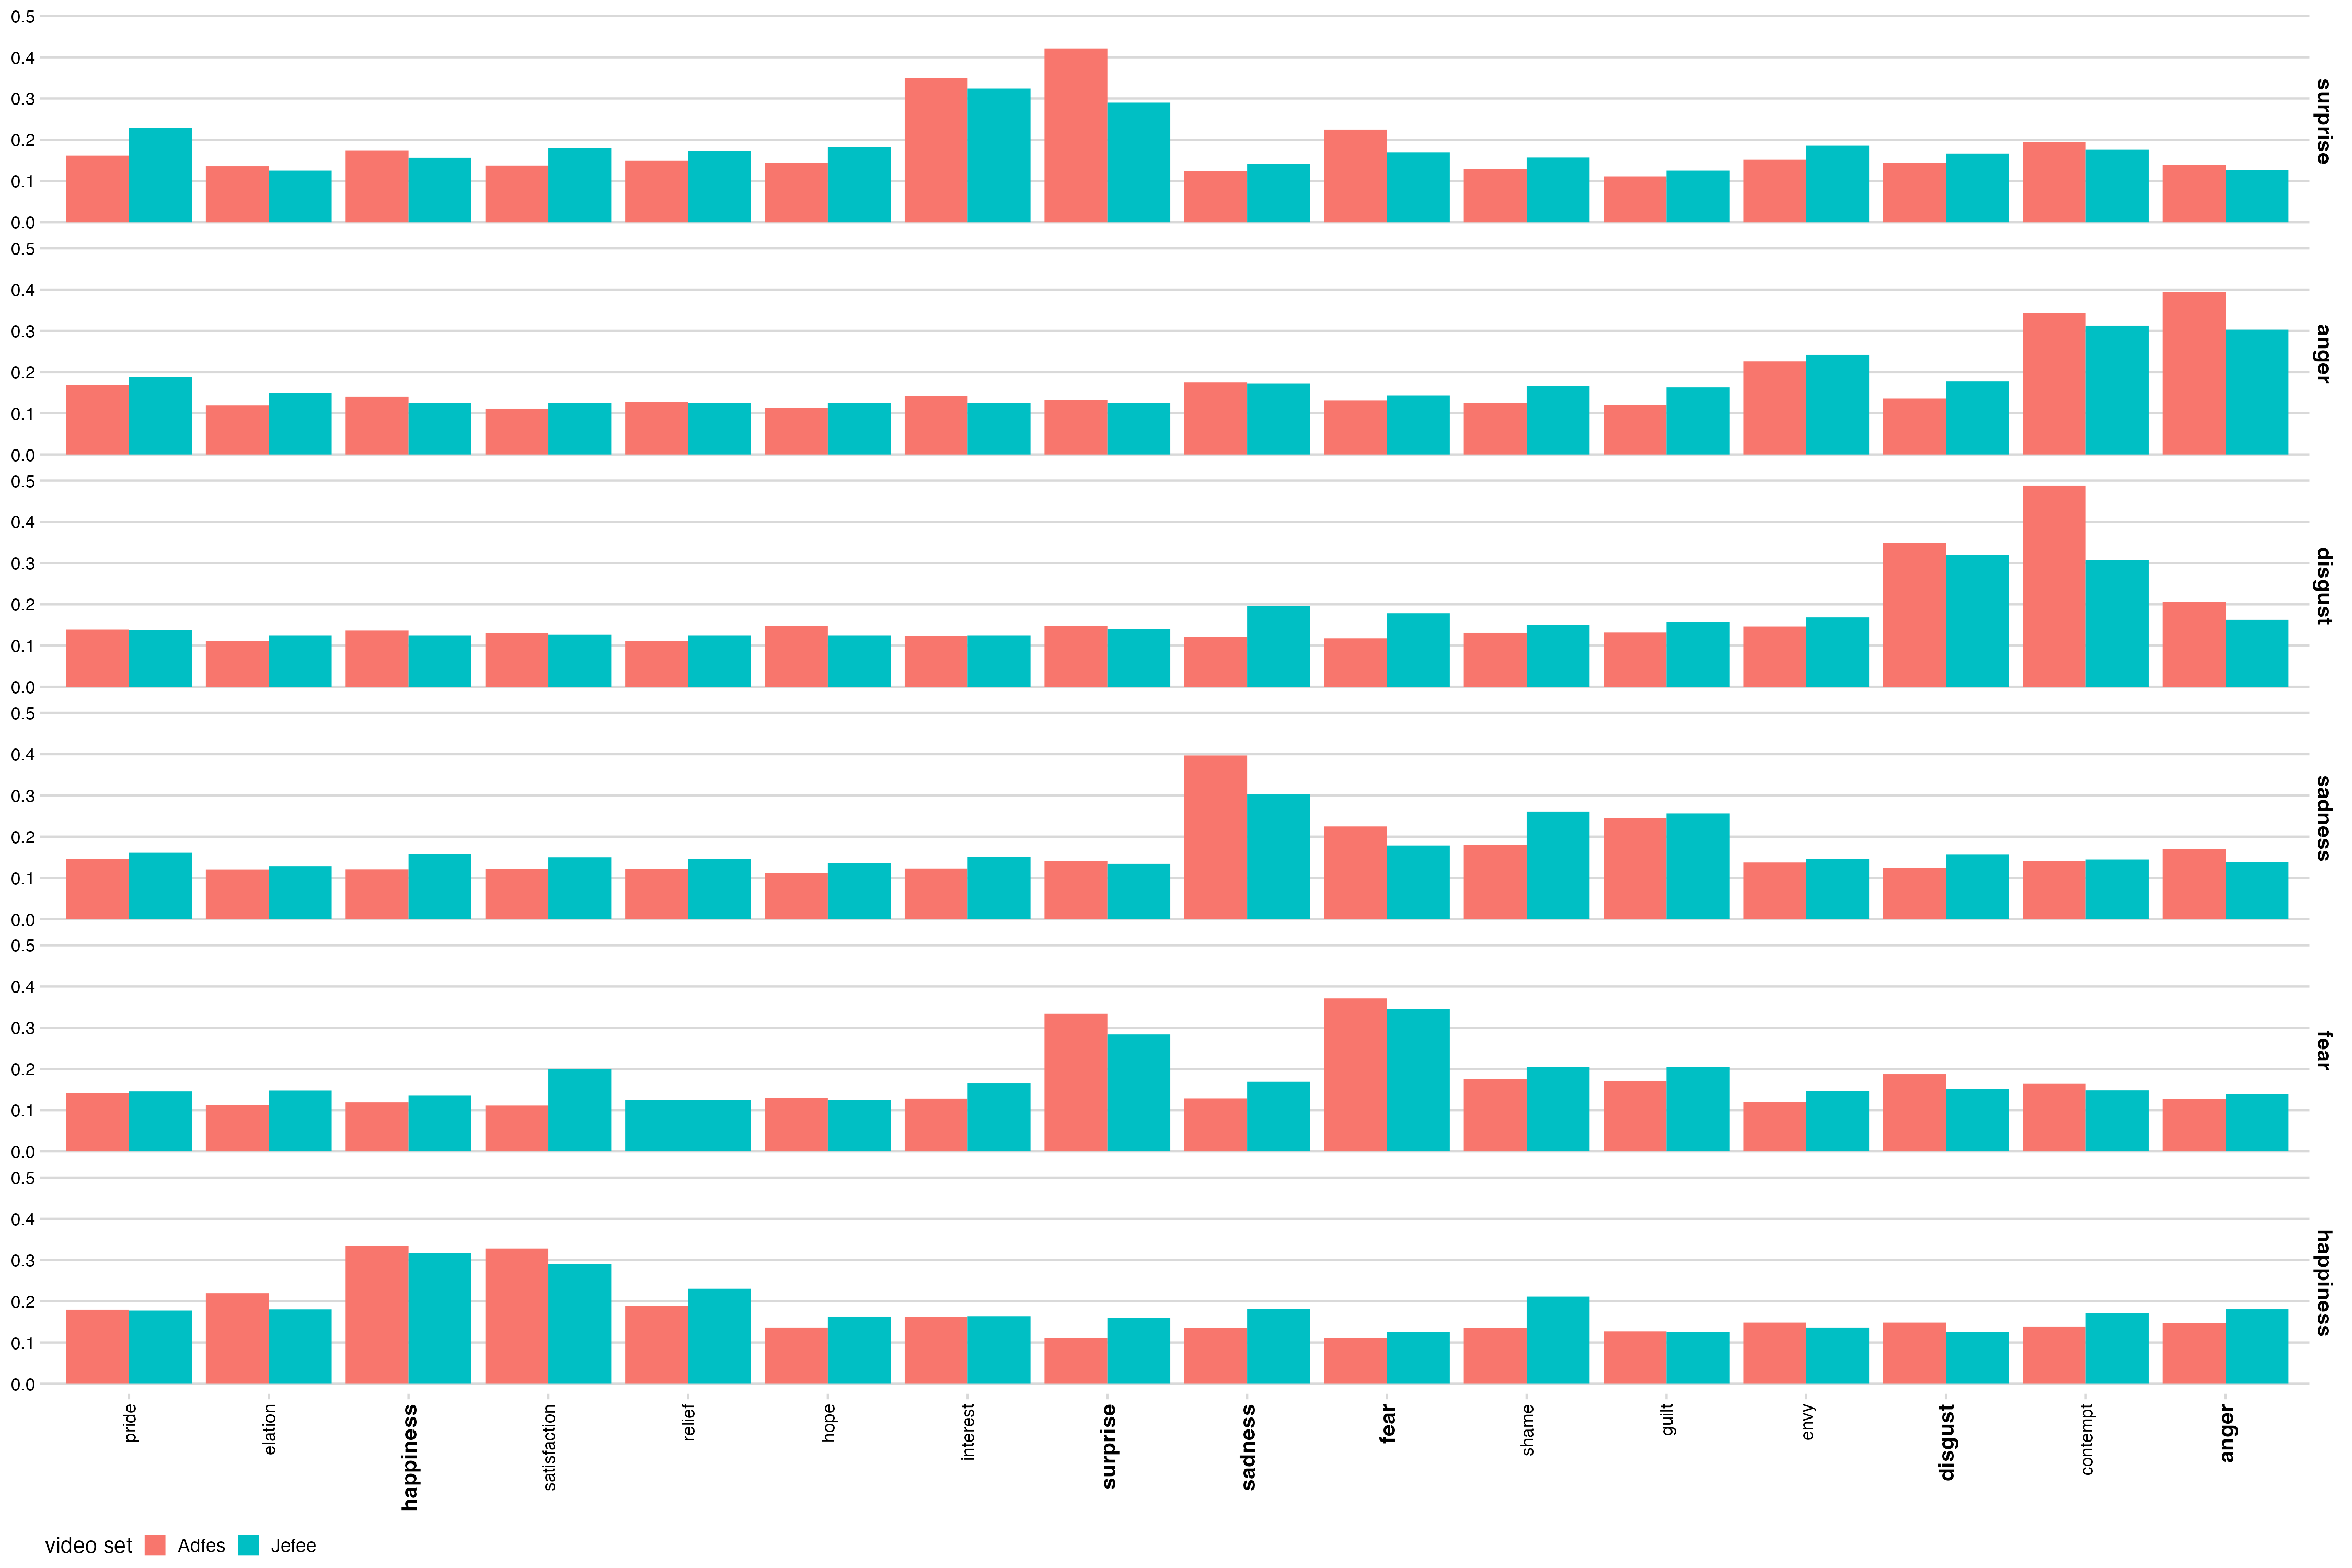 0.5
0.4
0.3
0.2
0.1
0.0
surprise
0.5
0.4
0.3
0.2
0.1
0.0
anger
0.5
0.4
0.3
0.2
0.1
0.0
disgust
0.5
0.4
0.3
0.2
0.1
0.0
sadness
0.5
0.4
0.3
0.2
0.1
0.0
fear
0.5
0.4
0.3
0.2
0.1
0.0
happiness
pride
elation
happiness
satisfaction
relief
hope
interest
surprise
sadness
fear
shame
guilt
envy
disgust
contempt
anger
video set Adfes Jefee